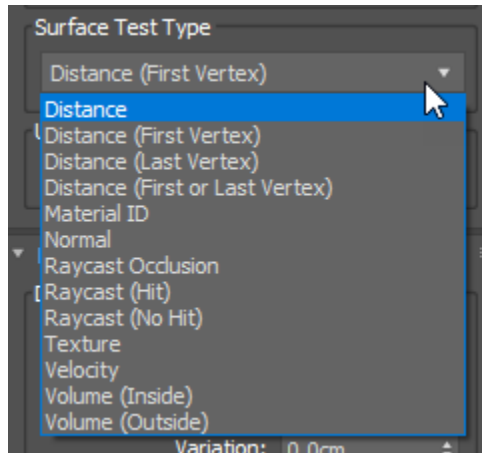 Surface Test Type
Distance (First Vertex)
Distance
Distance (First Vertex)
Distance (Last Vertex)
Distance (First or Last Vertex)
Material ID
Normal
Raycast Occlusion
Raycast (Hit)
Raycast (No Hit)
Texture
Velocity
Volume (Inside)
Volume (Outside)
Variation: 0.0cm